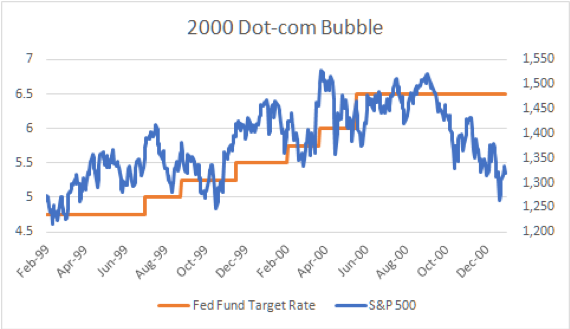 2000 Dot-com Bubble
7 1,550
6.5 1,500
1,450
6 1,400
5.5 1,350
1,300
5 1,250
4.5 1,200
Feb-99 Apr-99 Jun-99 Aug-99 Oct-99 Dec-99 Feb-00 Apr-00 Jun-00 Aug-00 Oct-00 Dec-00
Fed Fund Target Rate S&P 500